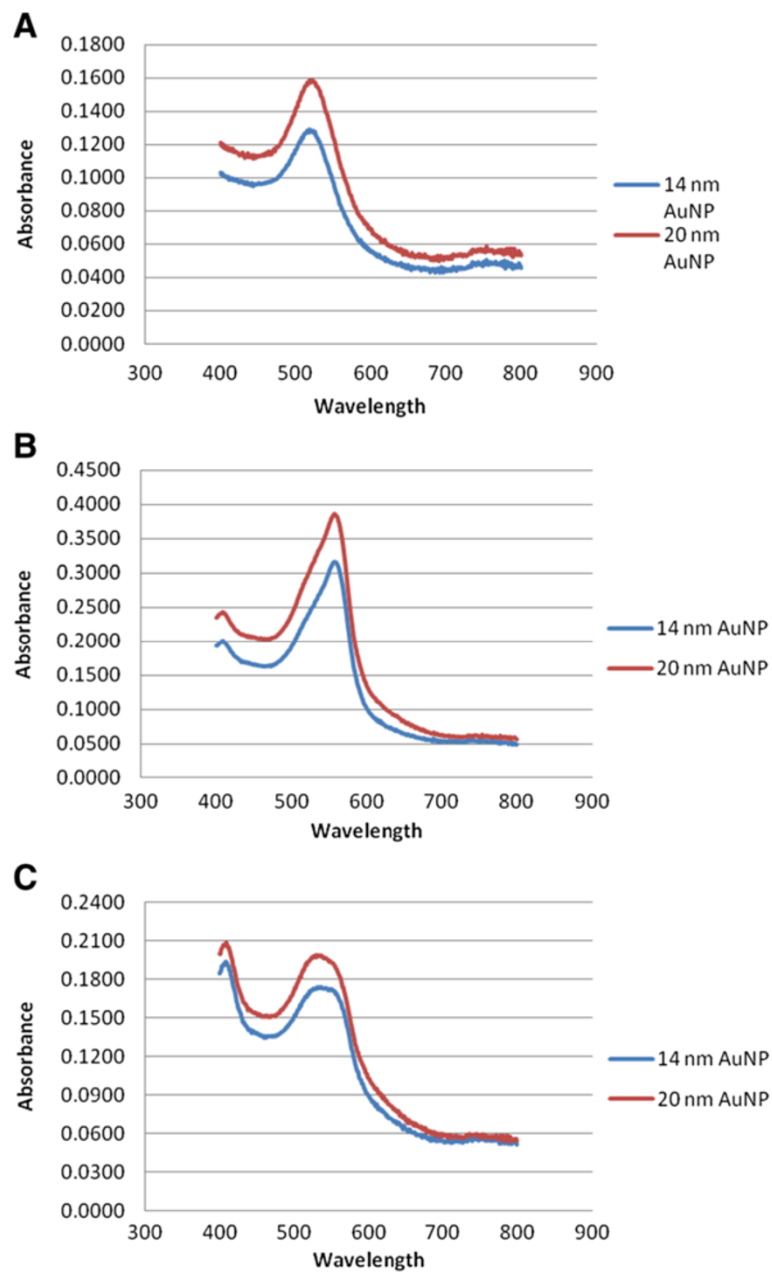 A
0.1800
0.1600
0.1400
0.1200
0.1000
0.0800
0.0600
0.0400
0.0200
0.0000
Absorbance
300 400 500 600 700 800 900
Wavelength
14 nm
AuNP
20 nm
AuNP
B
0.4500
0.4000
0.3500
0.3000
0.2500
0.2000
0.1500
0.1000
0.0500
0.0000
Absorbance
300 400 500 600 700 800 900
Wavelength
14 nm AuNP
20 nm AuNP
C
0.2400
0.2100
0.1800
0.1500
0.1200
0.0900
0.0600
0.0300
0.0000
Absorbance
300 400 500 600 700 800 900
Wavelength
14 nm AuNP
20 nm AuNP